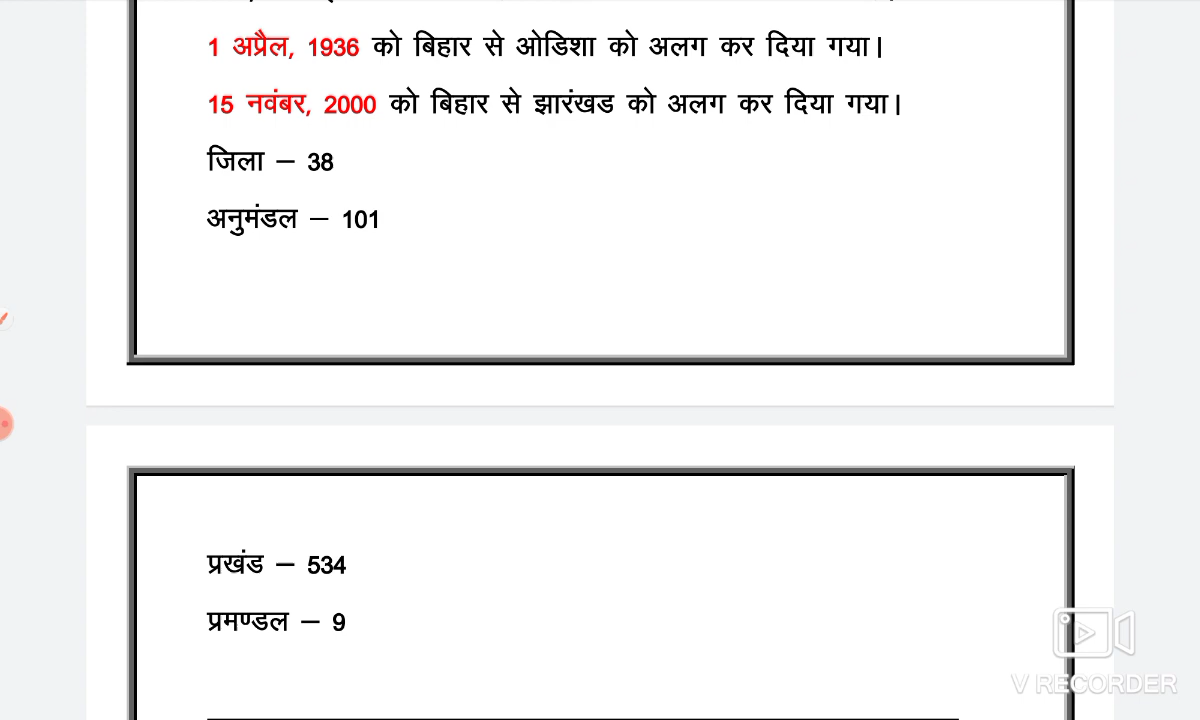 1 अप्रैल, 1936 को बिहार से ओडिशा को अलग कर दिया गया।
15 नवंबर, 2000 को बिहार से झारंखड को अलग कर दिया गया।
जिला – 38
अनुमंडल – 101
प्रखंड – 534
प्रमण्डल – 9
V RECORDER